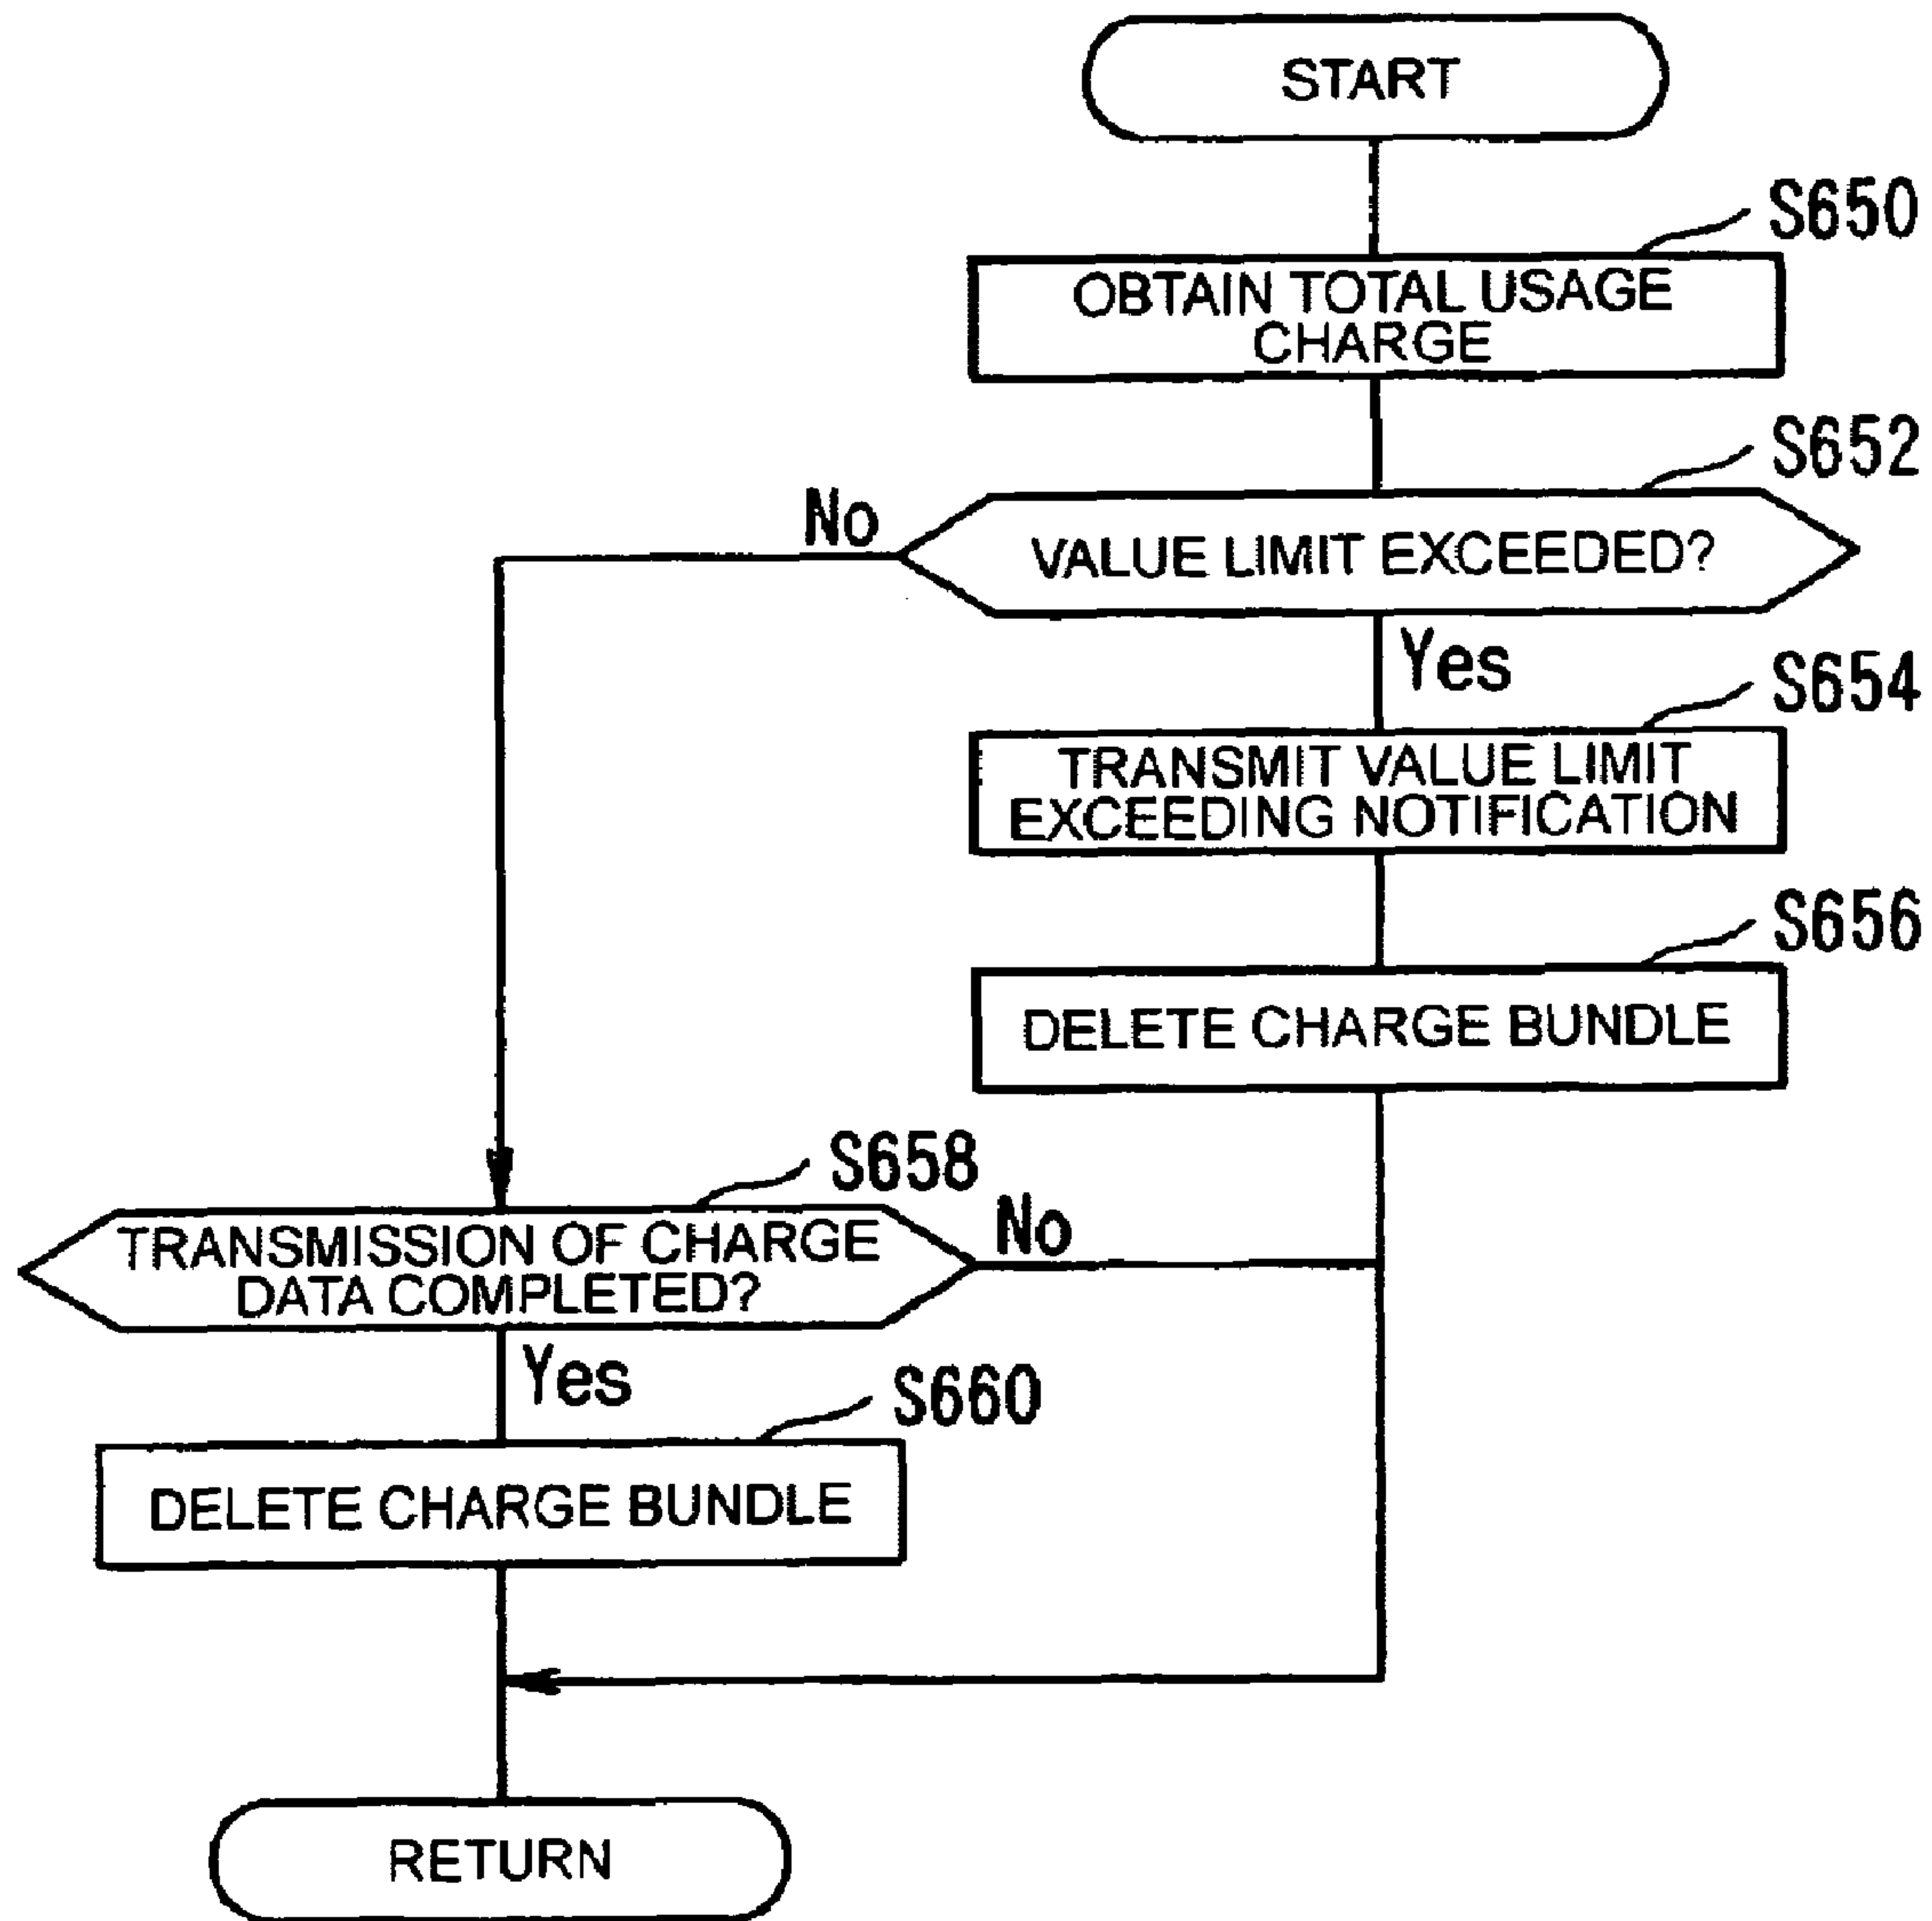 START
S650
OBTAIN TOTAL USAGE
CHARGE
S652
No
VALUE LIMIT EXCEEDED?
Yes
S654
TRANSMIT VALUE LIMIT
EXCEEDING NOTIFICATION
S656
DELETE CHARGE BUNDLE
S658
No
TRANSMISSION OF CHARGE
DATA COMPLETED?
Yes
S660
DELETE CHARGE BUNDLE
RETURN